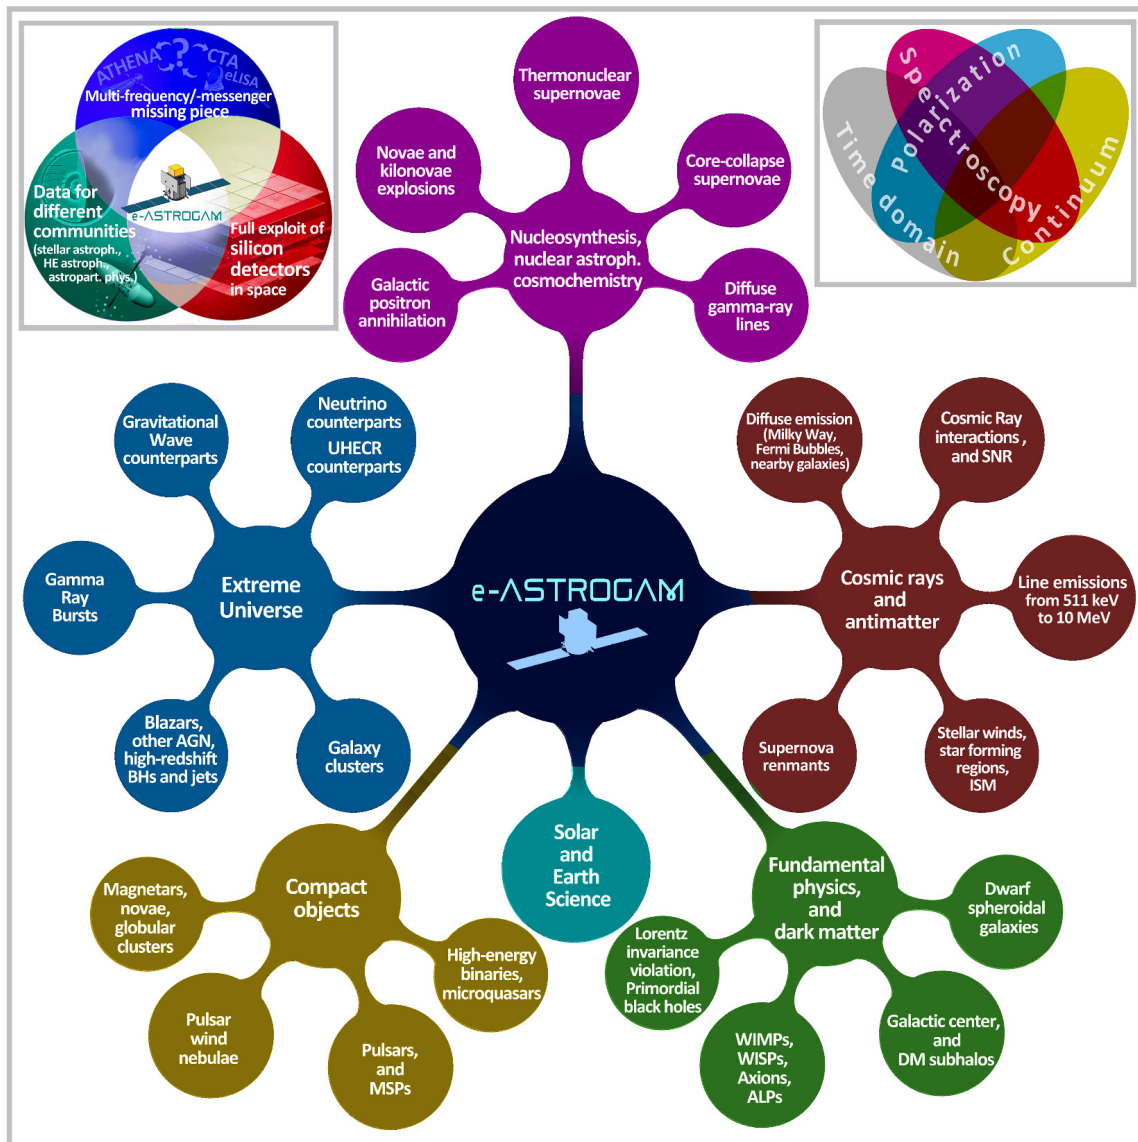 ATHENA
?
CTA
eLISA
Multi-frequency/-messenger
missing piece
Data for
different
communities
(stellar astroph.,
HE astroph.,
astropart. phys.)
e-ASTROGAM
Full exploit of
silicon
detectors
in space
Time domain
Polarization
Spectroscopy
Continuum
Thermonuclear
supernovae
Novae and
kilonovae
explosions
Core-collapse
supernovae
Nucleosynthesis,
nuclear astroph.
cosmochemistry
Galactic
positron
annihilation
Diffuse
gamma-ray
lines
Gravitational
Wave
counterparts
Neutrino
counterparts
UHECR
counterparts
Gamma
Ray
Bursts
Extreme
Universe
Blazars,
other AGN,
high-redshift
BHs and jets
Galaxy
clusters
e-ASTROGAM
Diffuse emission
(Milky Way,
Fermi Bubbles,
nearby galaxies)
Cosmic Ray
interactions ,
and SNR
Cosmic rays
and
antimatter
Line emissions
from 511 keV
to 10 MeV
Supernova
renmants
Stellar winds,
star forming
regions,
ISM
Compact
objects
Magnetars,
novae,
globular
clusters
High-energy
binaries,
microquasars
Pulsar
wind
nebulae
Pulsars,
and
MSPs
Solar
and
Earth
Science
Fundamental
physics,
and
dark matter
Dwarf
spheroidal
galaxies
Lorentz
invariance
violation,
Primordial
black holes
WIMPs,
WISPs,
Axions,
ALPs
Galactic center,
and
DM subhalos